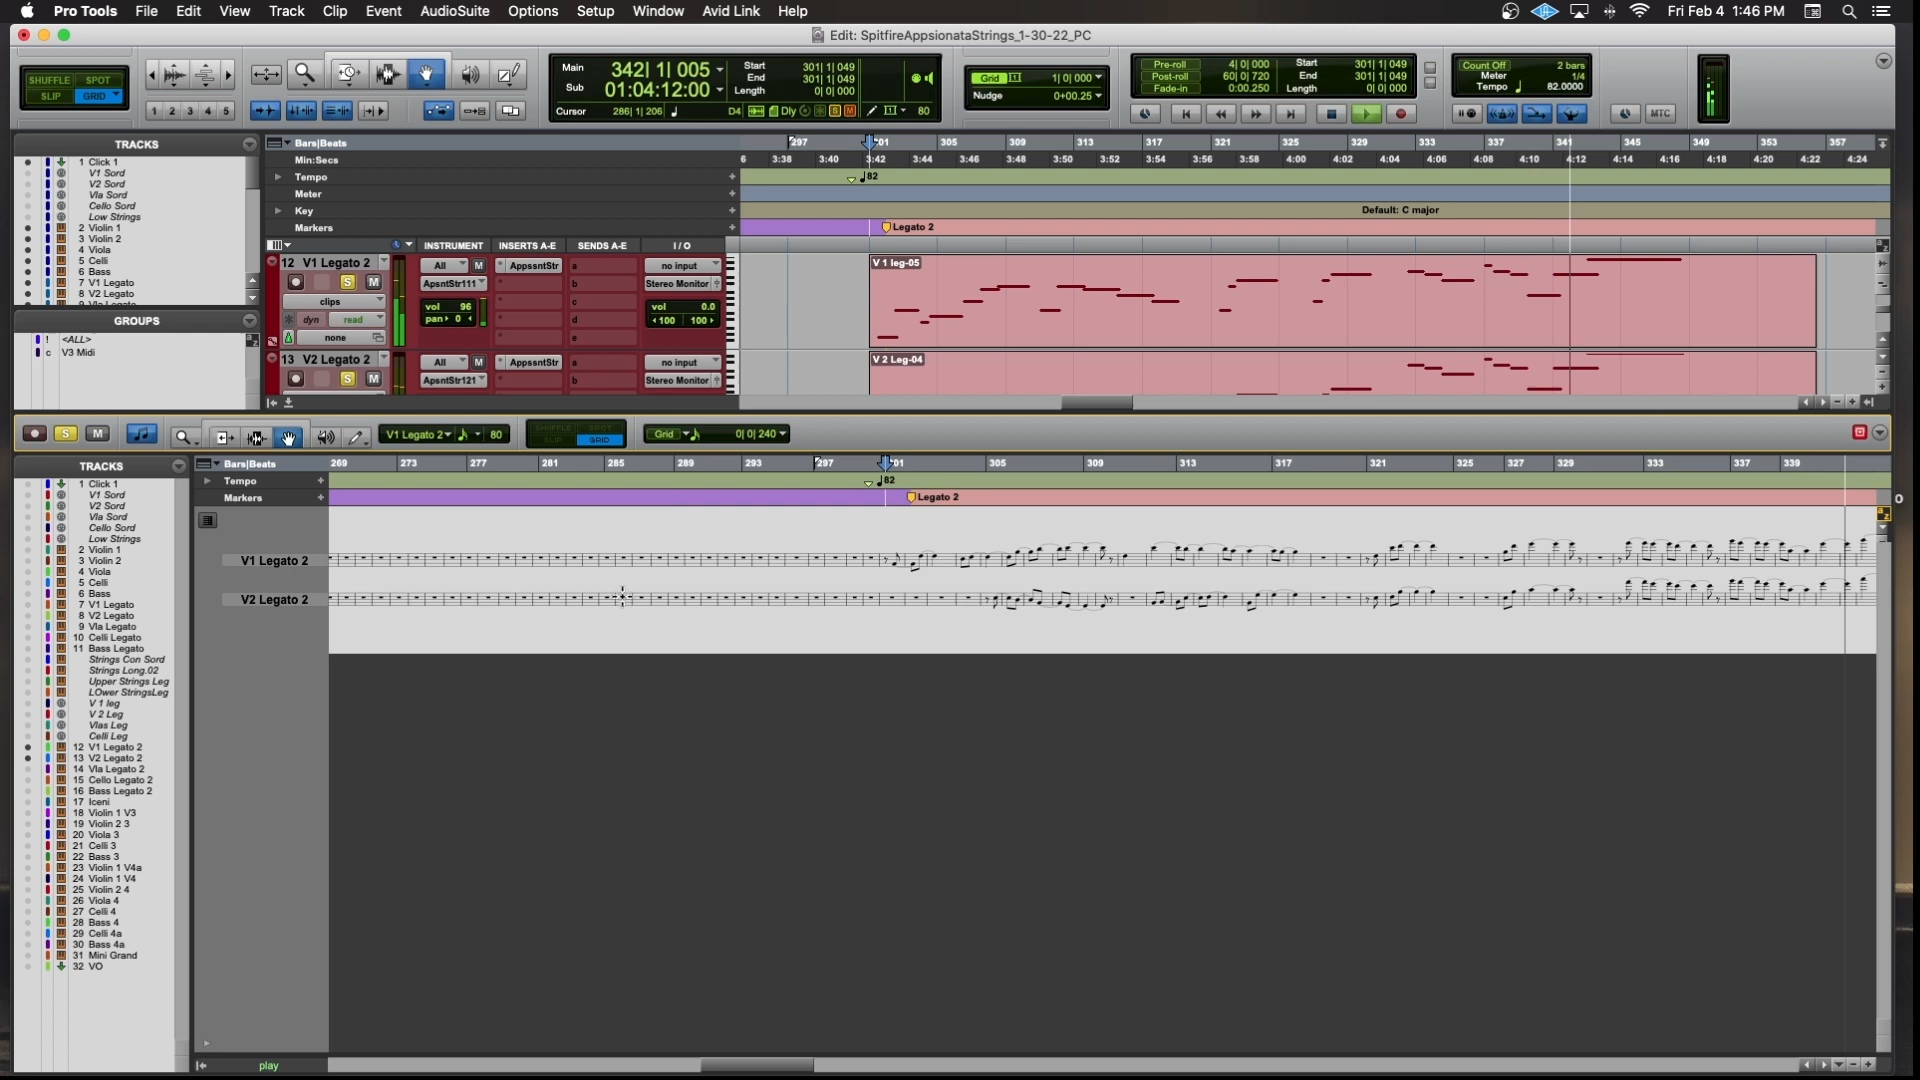 Pro Tools File Edit View Track Clip Event AudioSuite Options Setup Window Avid Link Help Fri Feb 4 1:46 PM
Edit: SpitfireAppsionataStrings_1-30-22_PC
SHUFFLE SPOT
SLIP GRID
1 2 3 4 5
Main 342| 1| 005
Sub 01:04:12:00
Start 301| 1| 049
End 301| 1| 049
Length 0| 0| 000
Cursor 286| 1| 206 D4 Dly S M 80
Grid 1| 0| 000
Nudge 0+00.25
Pre-roll 4| 0| 000
Post-roll 60| 0| 720
Fade-in 0:00.250
Start 301| 1| 049
End 301| 1| 049
Length 0| 0| 000
Count Off 2 bars
Meter 1/4
Tempo 82.0000
MTC
TRACKS
Click 1
V1 Sord
V2 Sord
Vla Sord
Cello Sord
Low Strings
2 Violin 1
3 Violin 2
4 Viola
5 Celli
6 Bass
7 V1 Legato
8 V2 Legato
GROUPS
! <ALL>
c V3 Midi
Bars|Beats 297 301 305 309 313 317 321 325 329 333 337 341 345 349 353 357
Min:Secs 6 3:38 3:40 3:42 3:44 3:46 3:48 3:50 3:52 3:54 3:56 3:58 4:00 4:02 4:04 4:06 4:08 4:10 4:12 4:14 4:16 4:18 4:20 4:22 4:24
Tempo 82
Meter
Key Default: C major
Markers Legato 2
INSTRUMENT INSERTS A-E SENDS A-E I / O
12 V1 Legato 2 All M AppssntStr a no input
S M ApsntStr111 b Stereo Monitor
clips vol 96 c vol 0.0
dyn read pan 0 d 100 100
none e
V 1 leg-05
13 V2 Legato 2 All M AppssntStr a no input
S M ApsntStr121 b Stereo Monitor
V 2 Leg-04
S M V1 Legato 2 80 SHUFFLE SPOT SLIP GRID Grid 0| 0| 240
TRACKS
1 Click 1
V1 Sord
V2 Sord
Vla Sord
Cello Sord
Low Strings
2 Violin 1
3 Violin 2
4 Viola
5 Celli
6 Bass
7 V1 Legato
8 V2 Legato
9 Vla Legato
10 Celli Legato
11 Bass Legato
Strings Con Sord
Strings Long.02
Upper Strings Leg
LOwer StringsLeg
V 1 leg
V 2 Leg
Vlas Leg
Celli Leg
12 V1 Legato 2
13 V2 Legato 2
14 Vla Legato 2
15 Cello Legato 2
16 Bass Legato 2
17 Iceni
18 Violin 1 V3
19 Violin 2 3
20 Viola 3
21 Celli 3
22 Bass 3
23 Violin 1 V4a
24 Violin 1 V4
25 Violin 2 4
26 Viola 4
27 Celli 4
28 Bass 4
29 Celli 4a
30 Bass 4a
31 Mini Grand
32 VO
Bars|Beats 269 273 277 281 285 289 293 297 301 305 309 313 317 321 325 327 329 333 337 339
Tempo 82
Markers Legato 2
V1 Legato 2
V2 Legato 2
play